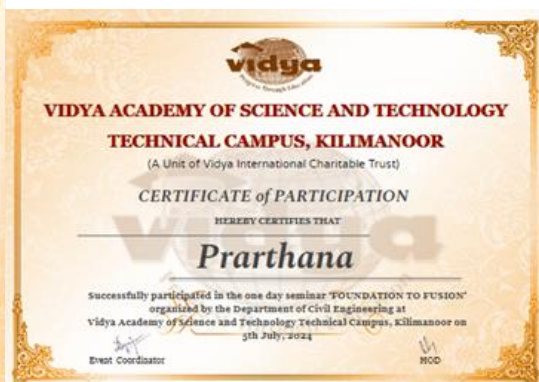 vidya
Progress Through Education
VIDYA ACADEMY OF SCIENCE AND TECHNOLOGY
TECHNICAL CAMPUS, KILIMANOOR
(A Unit of Vidya International Charitable Trust)
CERTIFICATE of PARTICIPATION
HEREBY CERTIFIES THAT
Prarthana
Successfully participated in the one day seminar "FOUNDATION TO FUSION"
organized by the Department of Civil Engineering at
Vidya Academy of Science and Technology Technical Campus, Kilimanoor on
5th July, 2024
Event Coordinator
HOD